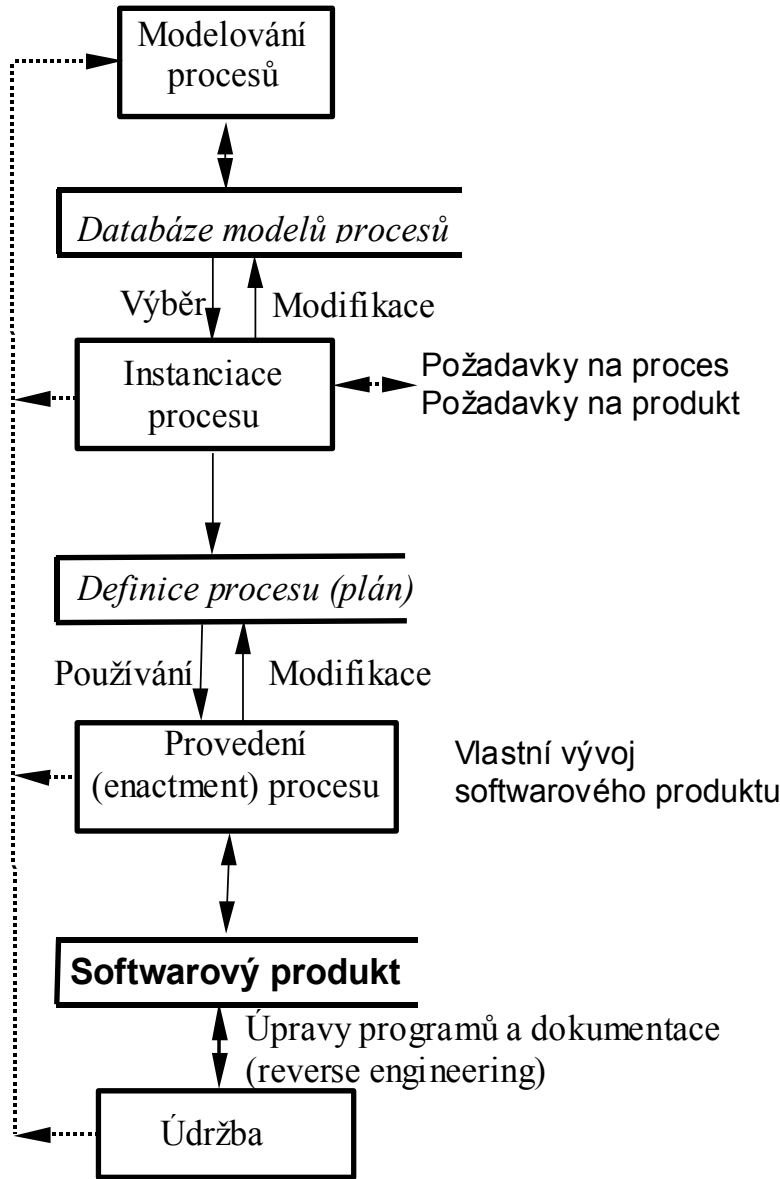 Modelování
procesů
Databáze modelů procesů
Výběr
Modifikace
Instanciace
procesu
Požadavky na proces
Požadavky na produkt
Definice procesu (plán)
Používání
Modifikace
Provedení
(enactment) procesu
Vlastní vývoj
softwarového produktu
Softwarový produkt
Úpravy programů a dokumentace
(reverse engineering)
Údržba